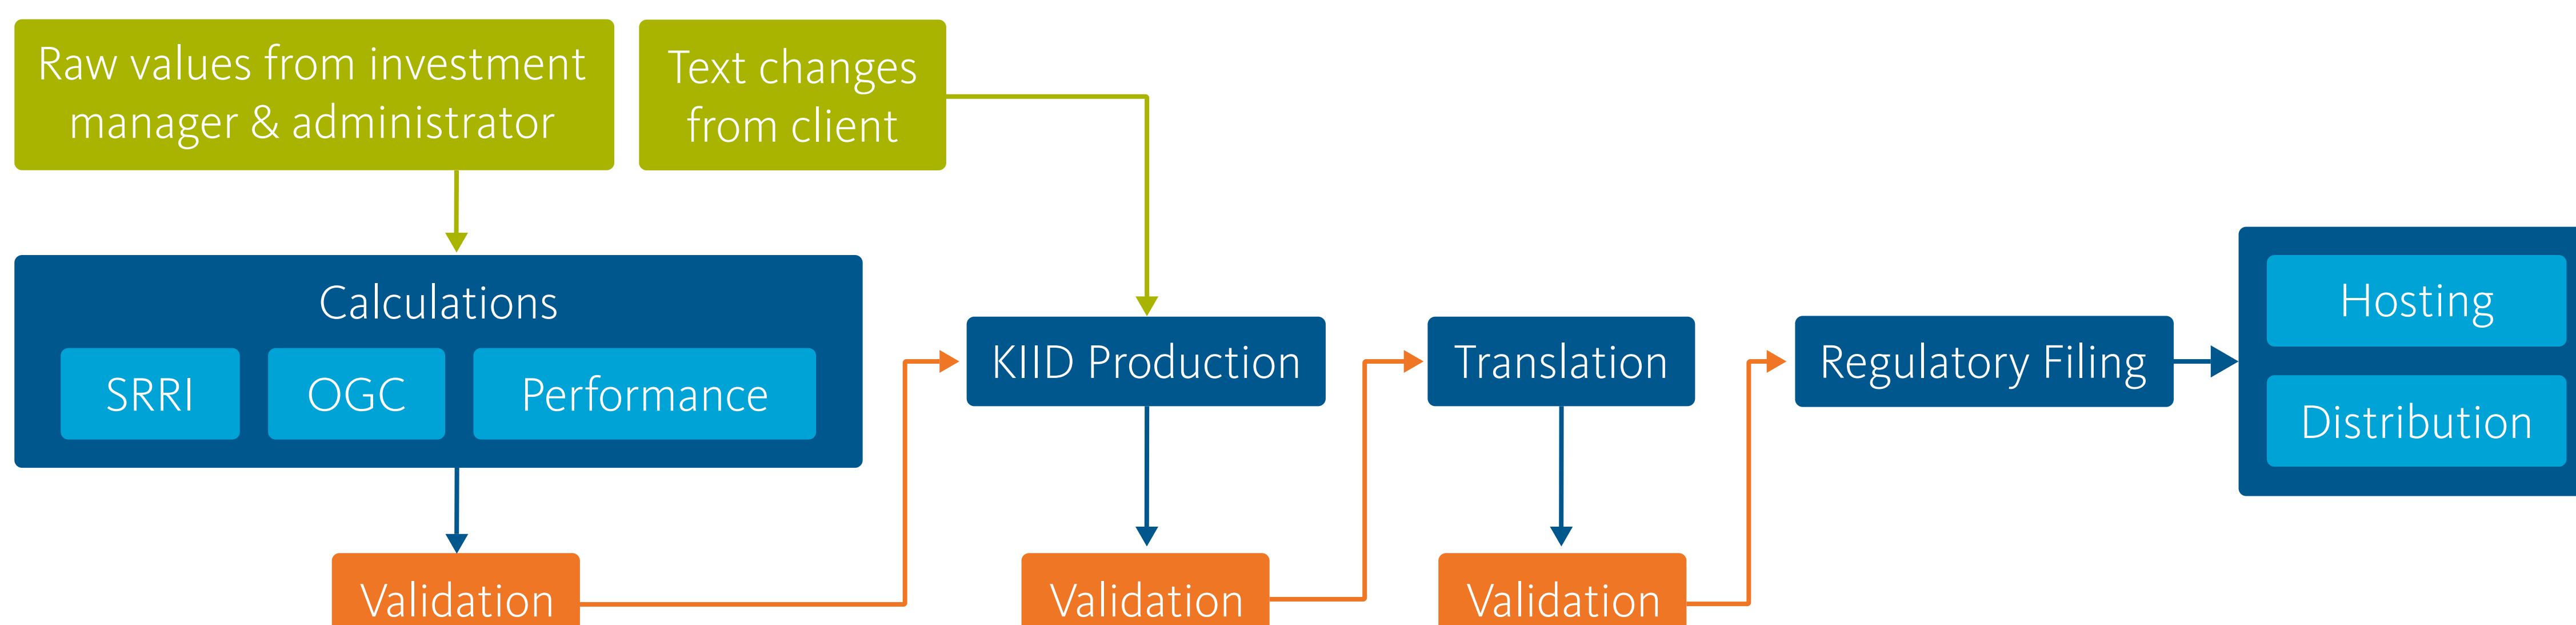 Raw values from investment
manager & administrator
Text changes
from client
Calculations
SRRI
OGC
Performance
Validation
KIID Production
Validation
Translation
Validation
Regulatory Filing
Hosting
Distribution